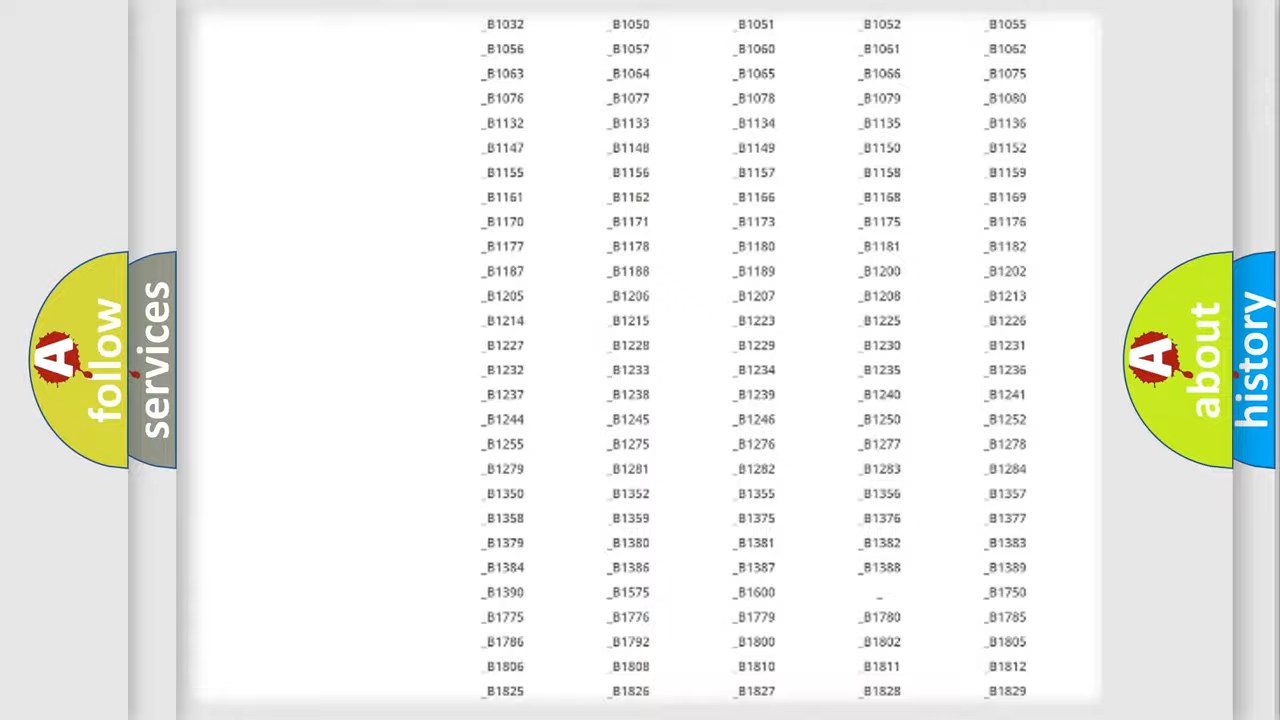 _B1032 _B1050 _B1051 _B1052 _B1055
_B1056 _B1057 _B1060 _B1061 _B1062
_B1063 _B1064 _B1065 _B1066 _B1075
_B1076 _B1077 _B1078 _B1079 _B1080
_B1132 _B1133 _B1134 _B1135 _B1136
_B1147 _B1148 _B1149 _B1150 _B1152
_B1155 _B1156 _B1157 _B1158 _B1159
_B1161 _B1162 _B1166 _B1168 _B1169
_B1170 _B1171 _B1173 _B1175 _B1176
_B1177 _B1178 _B1180 _B1181 _B1182
_B1187 _B1188 _B1189 _B1200 _B1202
_B1205 _B1206 _B1207 _B1208 _B1213
_B1214 _B1215 _B1223 _B1225 _B1226
_B1227 _B1228 _B1229 _B1230 _B1231
_B1232 _B1233 _B1234 _B1235 _B1236
_B1237 _B1238 _B1239 _B1240 _B1241
_B1244 _B1245 _B1246 _B1250 _B1252
_B1255 _B1275 _B1276 _B1277 _B1278
_B1279 _B1281 _B1282 _B1283 _B1284
_B1350 _B1352 _B1355 _B1356 _B1357
_B1358 _B1359 _B1375 _B1376 _B1377
_B1379 _B1380 _B1381 _B1382 _B1383
_B1384 _B1386 _B1387 _B1388 _B1389
_B1390 _B1575 _B1600 _ _B1750
_B1775 _B1776 _B1779 _B1780 _B1785
_B1786 _B1792 _B1800 _B1802 _B1805
_B1806 _B1808 _B1810 _B1811 _B1812
_B1825 _B1826 _B1827 _B1828 _B1829
A
follow
services
A
about
history